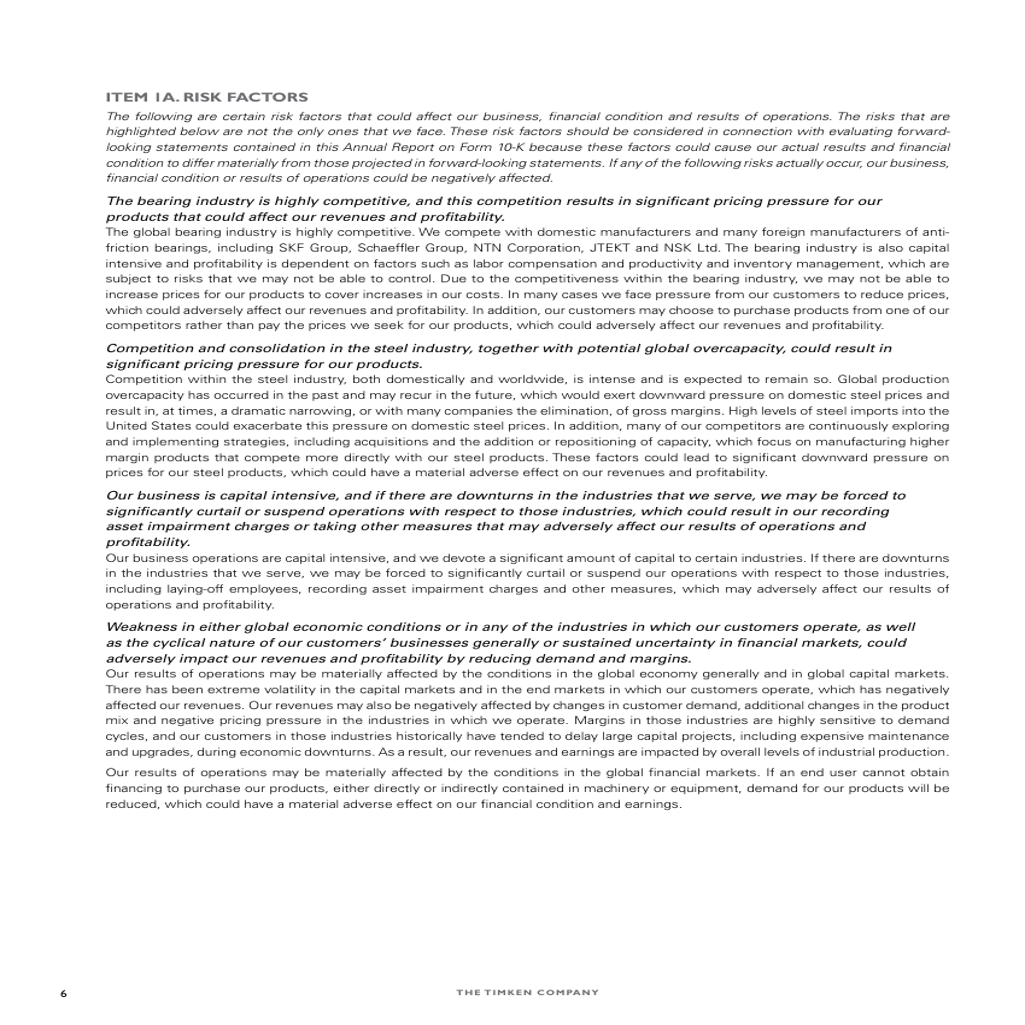 ITEM 1A. RISK FACTORS
The following are certain risk factors that could affect our business, financial condition and results of operations. The risks that are
highlighted below are not the only ones that we face. These risk factors should be considered in connection with evaluating forward-
looking statements contained in this Annual Report on Form 10-K because these factors could cause our actual results and financial
condition to differ materially from those projected in forward-looking statements. If any of the following risks actually occur, our business,
financial condition or results of operations could be negatively affected.
The bearing industry is highly competitive, and this competition results in significant pricing pressure for our
products that could affect our revenues and profitability.
The global bearing industry is highly competitive. We compete with domestic manufacturers and many foreign manufacturers of anti-
friction bearings, including SKF Group, Schaeffler Group, NTN Corporation, JTEKT and NSK Ltd. The bearing industry is also capital
intensive and profitability is dependent on factors such as labor compensation and productivity and inventory management, which are
subject to risks that we may not be able to control. Due to the competitiveness within the bearing industry, we may not be able to
increase prices for our products to cover increases in our costs. In many cases we face pressure from our customers to reduce prices,
which could adversely affect our revenues and profitability. In addition, our customers may choose to purchase products from one of our
competitors rather than pay the prices we seek for our products, which could adversely affect our revenues and profitability.
Competition and consolidation in the steel industry, together with potential global overcapacity, could result in
significant pricing pressure for our products.
Competition within the steel industry, both domestically and worldwide, is intense and is expected to remain so. Global production
overcapacity has occurred in the past and may recur in the future, which would exert downward pressure on domestic steel prices and
result in, at times, a dramatic narrowing, or with many companies the elimination, of gross margins. High levels of steel imports into the
United States could exacerbate this pressure on domestic steel prices. In addition, many of our competitors are continuously exploring
and implementing strategies, including acquisitions and the addition or repositioning of capacity, which focus on manufacturing higher
margin products that compete more directly with our steel products. These factors could lead to significant downward pressure on
prices for our steel products, which could have a material adverse effect on our revenues and profitability.
Our business is capital intensive, and if there are downturns in the industries that we serve, we may be forced to
significantly curtail or suspend operations with respect to those industries, which could result in our recording
asset impairment charges or taking other measures that may adversely affect our results of operations and
profitability.
Our business operations are capital intensive, and we devote a significant amount of capital to certain industries. If there are downturns
in the industries that we serve, we may be forced to significantly curtail or suspend our operations with respect to those industries,
including laying-off employees, recording asset impairment charges and other measures, which may adversely affect our results of
operations and profitability.
Weakness in either global economic conditions or in any of the industries in which our customers operate, as well
as the cyclical nature of our customers’ businesses generally or sustained uncertainty in financial markets, could
adversely impact our revenues and profitability by reducing demand and margins.
Our results of operations may be materially affected by the conditions in the global economy generally and in global capital markets.
There has been extreme volatility in the capital markets and in the end markets in which our customers operate, which has negatively
affected our revenues. Our revenues may also be negatively affected by changes in customer demand, additional changes in the product
mix and negative pricing pressure in the industries in which we operate. Margins in those industries are highly sensitive to demand
cycles, and our customers in those industries historically have tended to delay large capital projects, including expensive maintenance
and upgrades, during economic downturns. As a result, our revenues and earnings are impacted by overall levels of industrial production.
Our results of operations may be materially affected by the conditions in the global financial markets. If an end user cannot obtain
financing to purchase our products, either directly or indirectly contained in machinery or equipment, demand for our products will be
reduced, which could have a material adverse effect on our financial condition and earnings.
6
THE TIMKEN COMPANY